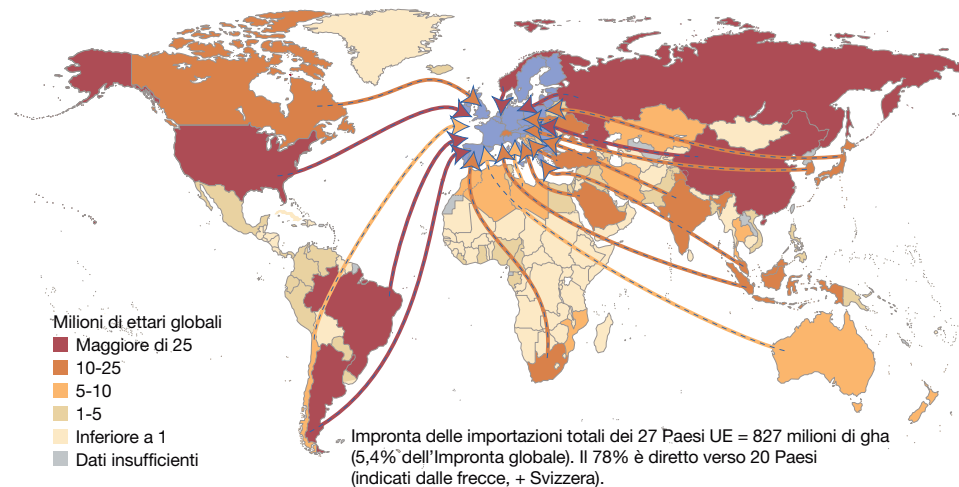 Milioni di ettari globali
Maggiore di 25
10-25
5-10
1-5
Inferiore a 1
Dati insufficienti
Impronta delle importazioni totali dei 27 Paesi UE = 827 milioni di gha
(5,4% dell'Impronta globale). Il 78% è diretto verso 20 Paesi
(indicati dalle frecce, + Svizzera).